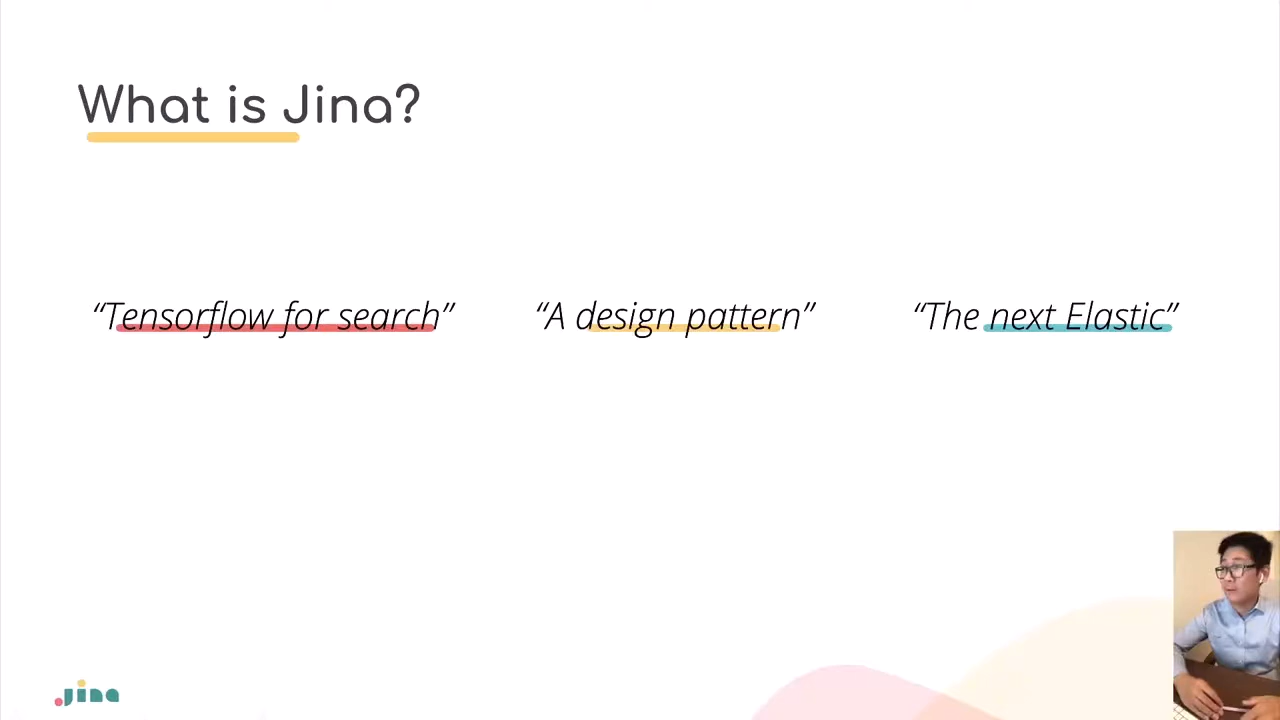 What is Jina?
“Tensorflow for search”
“A design pattern”
“The next Elastic”
Jina